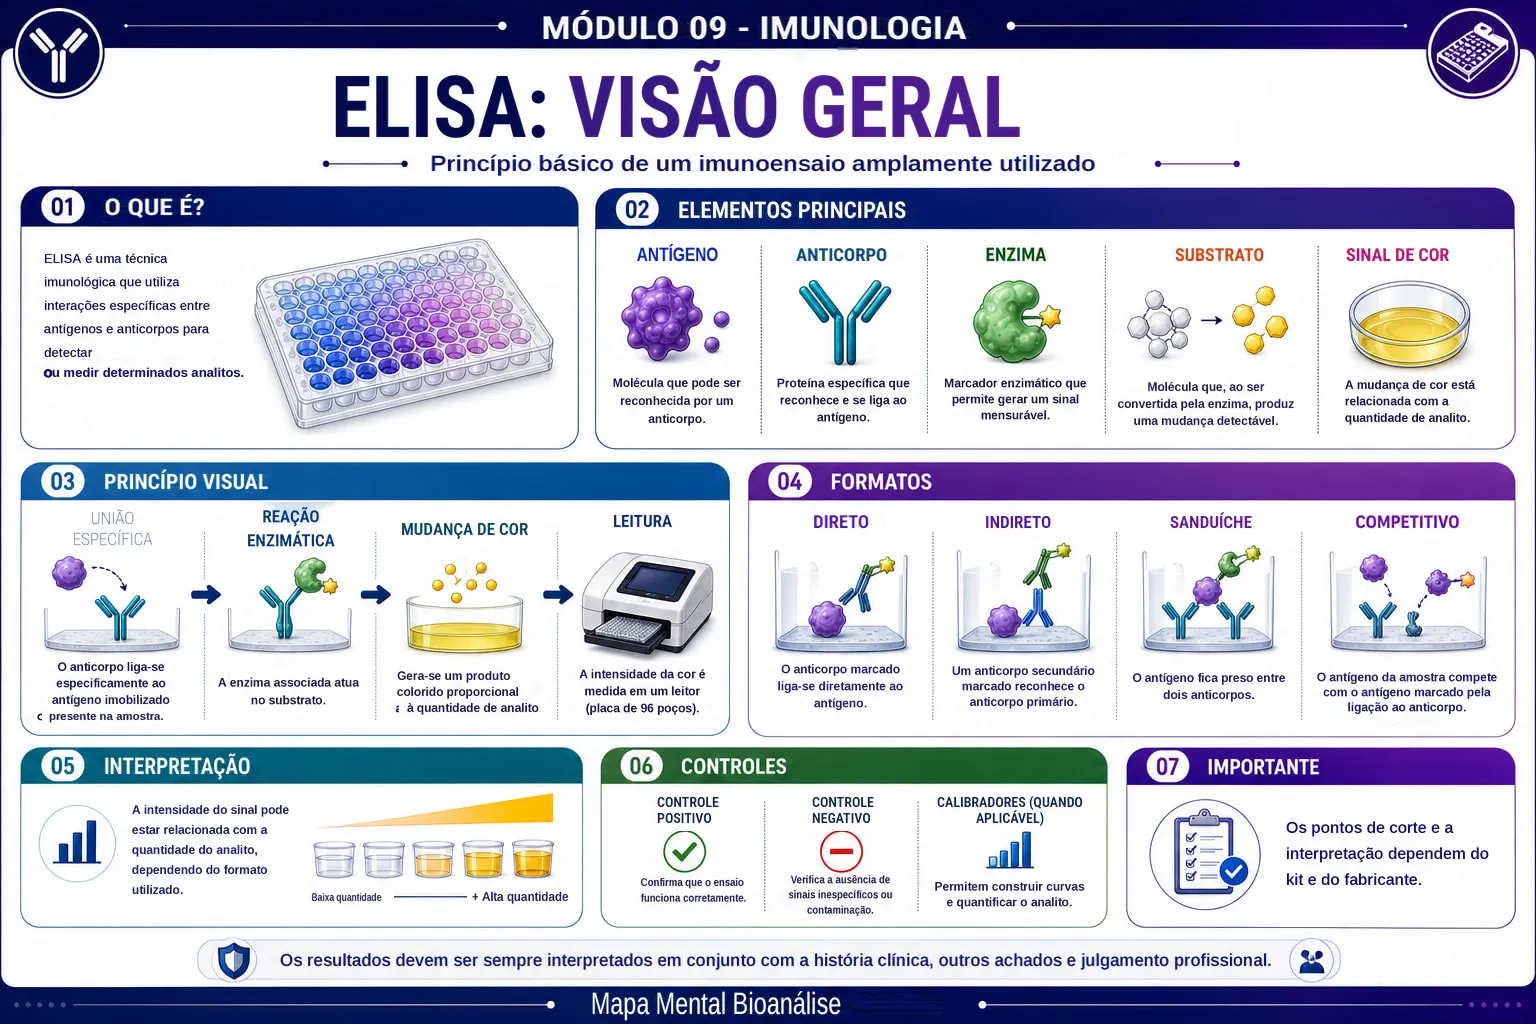 MÓDULO 09 - IMUNOLOGIA
ELISA: VISÃO GERAL
Princípio básico de um imunoensaio amplamente utilizado
01 O QUE É?
ELISA é uma técnica
imunológica que utiliza
interações específicas entre
antígenos e anticorpos para
detectar
ou medir determinados analitos.
02 ELEMENTOS PRINCIPAIS
ANTÍGENO
Molécula que pode ser
reconhecida por um
anticorpo.
ANTICORPO
Proteína específica que
reconhece e se liga ao
antígeno.
ENZIMA
Marcador enzimático que
permite gerar um sinal
mensurável.
SUBSTRATO
Molécula que, ao ser
convertida pela enzima, produz
uma mudança detectável.
SINAL DE COR
A mudança de cor está
relacionada com a
quantidade de analito.
03 PRINCÍPIO VISUAL
UNIÃO
ESPECÍFICA
O anticorpo liga-se
especificamente ao
antígeno imobilizado
presente na amostra.
REAÇÃO
ENZIMÁTICA
A enzima associada atua
no substrato.
MUDANÇA DE COR
Gera-se um produto
colorido proporcional
à quantidade de analito
LEITURA
A intensidade da cor é
medida em um leitor
(placa de 96 poços).
04 FORMATOS
DIRETO
O anticorpo marcado
liga-se diretamente ao
antígeno.
INDIRETO
Um anticorpo secundário
marcado reconhece o
anticorpo primário.
SANDUÍCHE
O antígeno fica preso entre
dois anticorpos.
COMPETITIVO
O antígeno da amostra compete
com o antígeno marcado pela
ligação ao anticorpo.
05 INTERPRETAÇÃO
A intensidade do sinal pode
estar relacionada com a
quantidade do analito,
dependendo do formato
utilizado.
Baixa quantidade + Alta quantidade
06 CONTROLES
CONTROLE
POSITIVO
Confirma que o ensaio
funciona corretamente.
CONTROLE
NEGATIVO
Verifica a ausência de
sinais inespecíficos ou
contaminação.
CALIBRADORES (QUANDO
APLICÁVEL)
Permitem construir curvas
e quantificar o analito.
07 IMPORTANTE
Os pontos de corte e a
interpretação dependem do
kit e do fabricante.
Os resultados devem ser sempre interpretados em conjunto com a história clínica, outros achados e julgamento profissional.
Mapa Mental Bioanálise